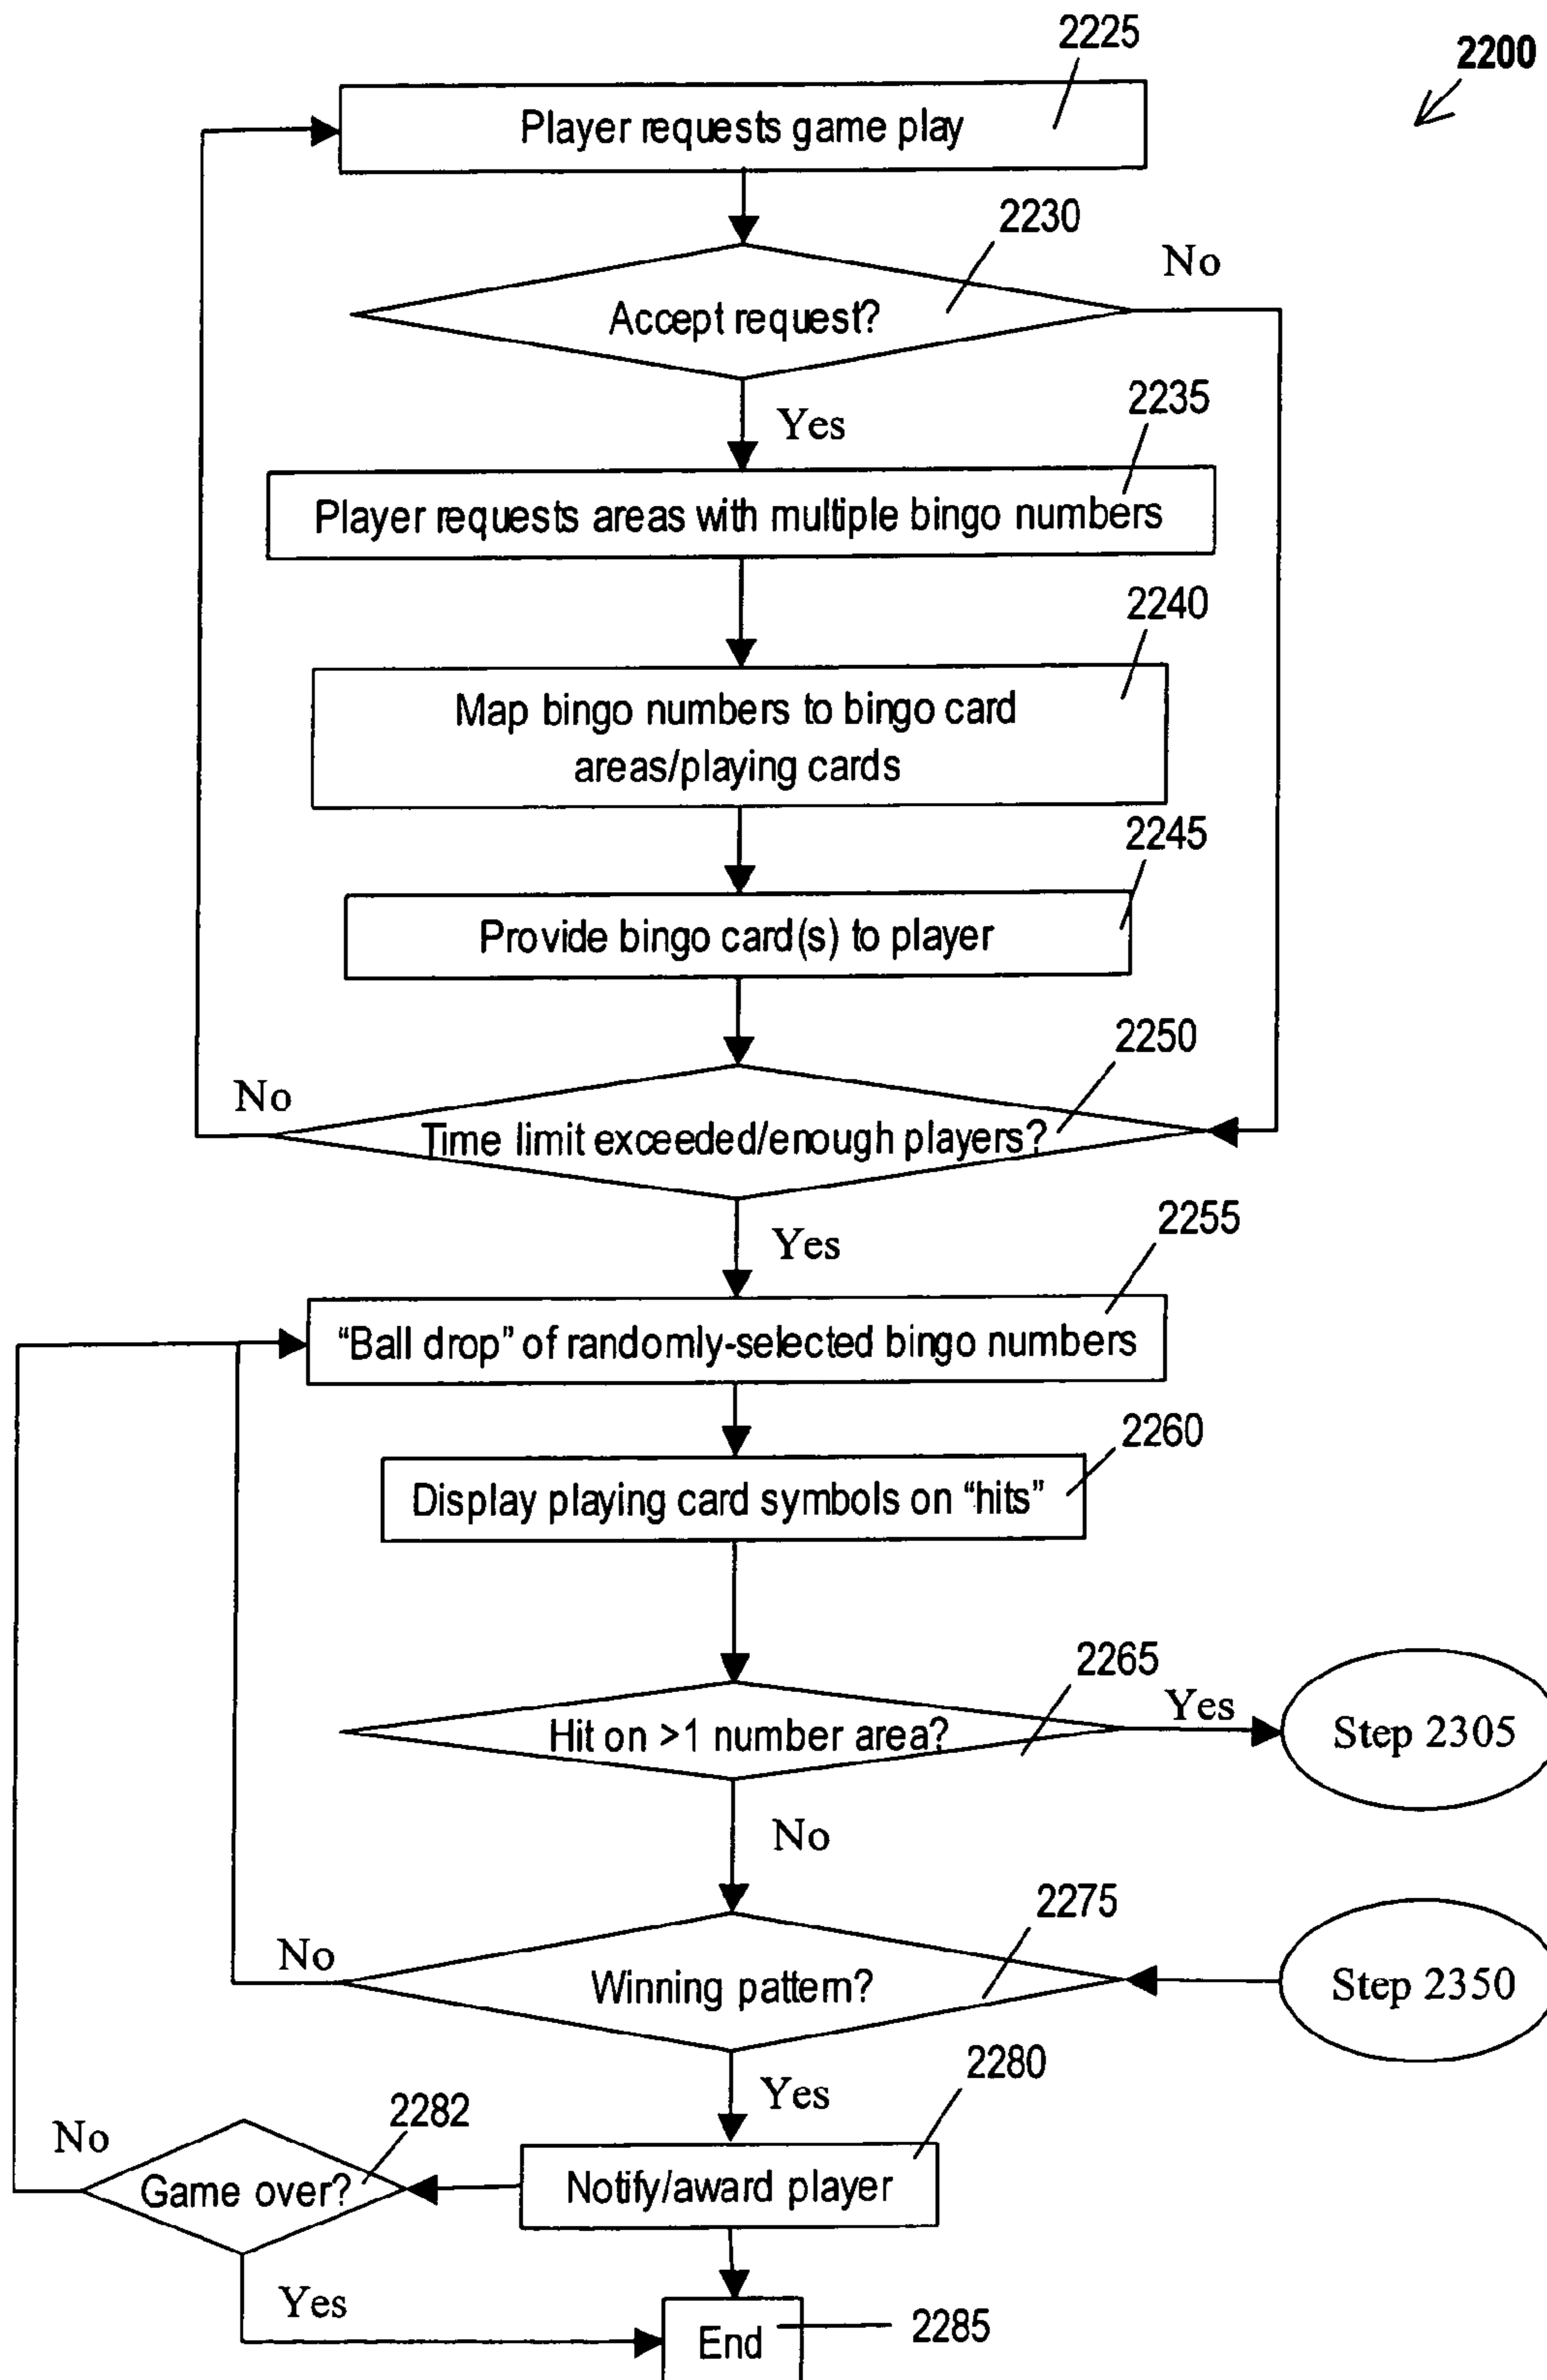 2225
2200
Player requests game play
2230
No
Accept request?
2235
Yes
Player requests areas with multiple bingo numbers
2240
Map bingo numbers to bingo card
areas/playing cards
2245
Provide bingo card(s) to player
2250
No
Time limit exceeded/enough players?
2255
Yes
“Ball drop” of randomly-selected bingo numbers
2260
Display playing card symbols on “hits”
2265
Yes
Hit on >1 number area?
Step 2305
No
2275
No
Winning pattern?
Step 2350
2280
Yes
2282
No
Game over?
Notify/award player
Yes
End
2285